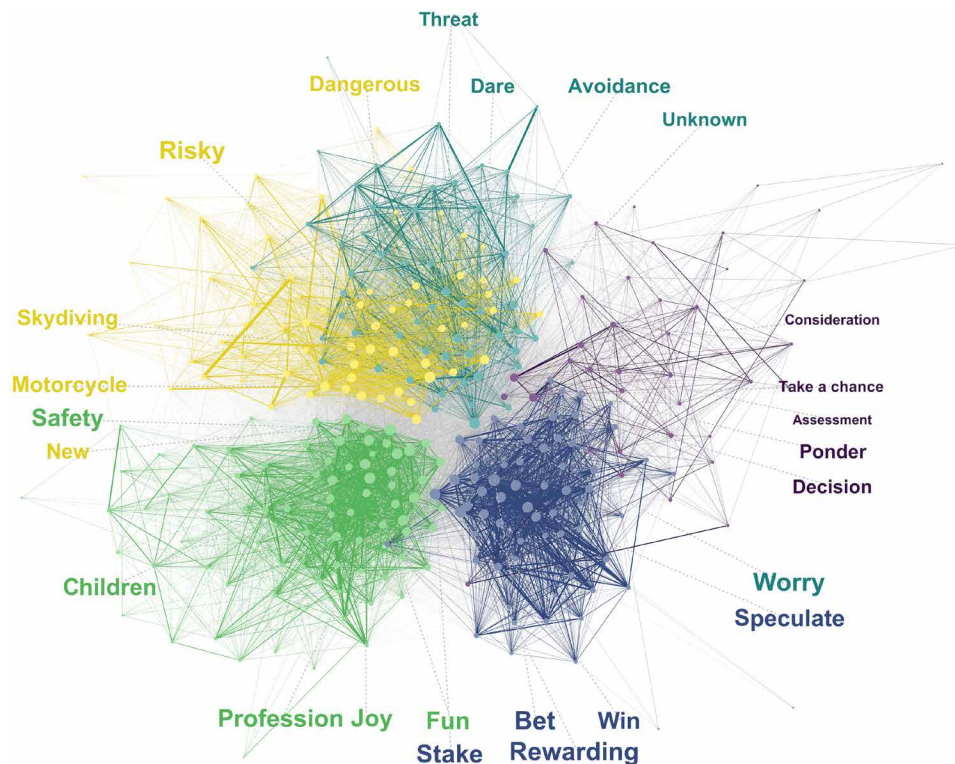 Threat
Dangerous
Dare
Avoidance
Unknown
Risky
Skydiving
Consideration
Motorcycle
Take a chance
Safety
Assessment
New
Ponder
Decision
Children
Worry
Speculate
Profession Joy
Fun
Bet
Win
Stake
Rewarding